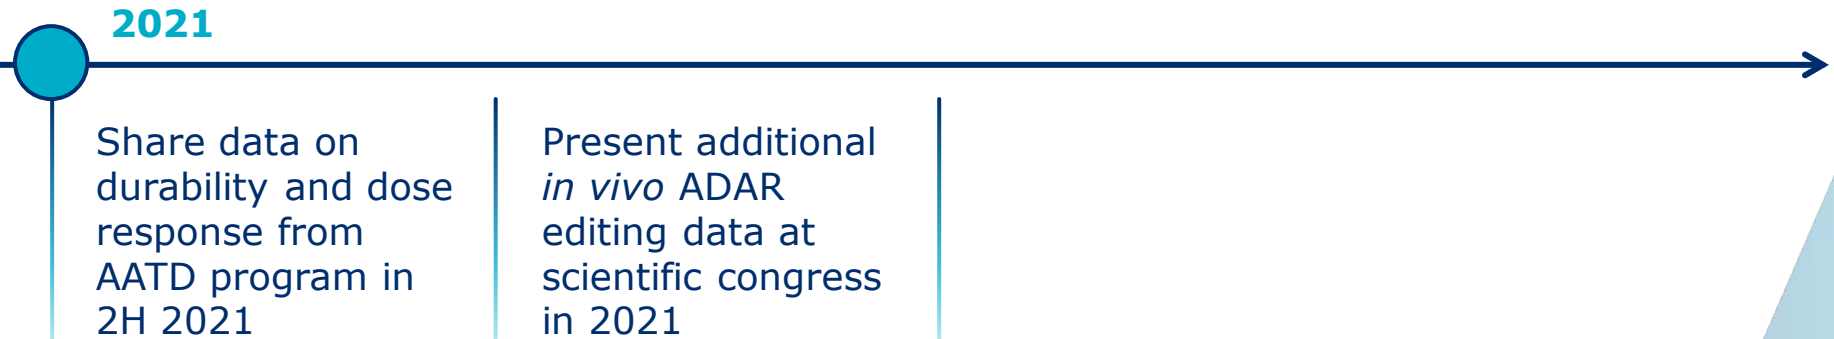 2021
Share data on
durability and dose
response from
AATD program in
2H 2021
Present additional
in vivo ADAR
editing data at
scientific congress
in 2021